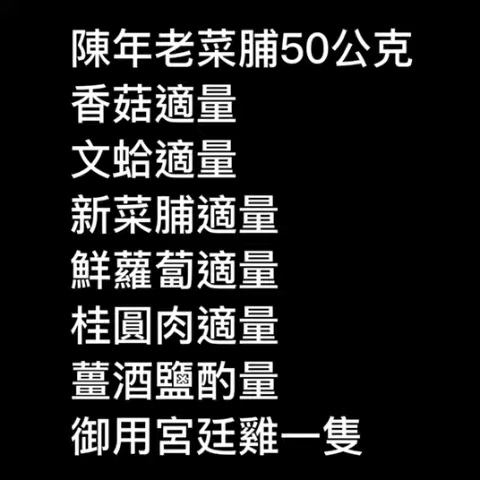 陳年老菜脯50公克
香菇適量
文蛤適量
新菜脯適量
鮮蘿蔔適量
桂圓肉適量
薑酒鹽酌量
御用宮廷雞一隻